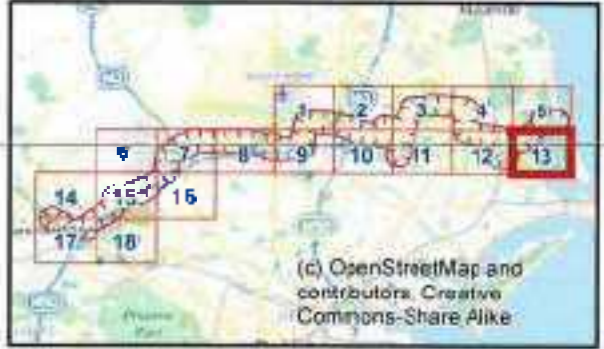 1 2 3 4 5
6 7 8 9 10 11 12 13
14 15 16
17 18
(c) OpenStreetMap and
contributors, Creative
Commons-Share Alike